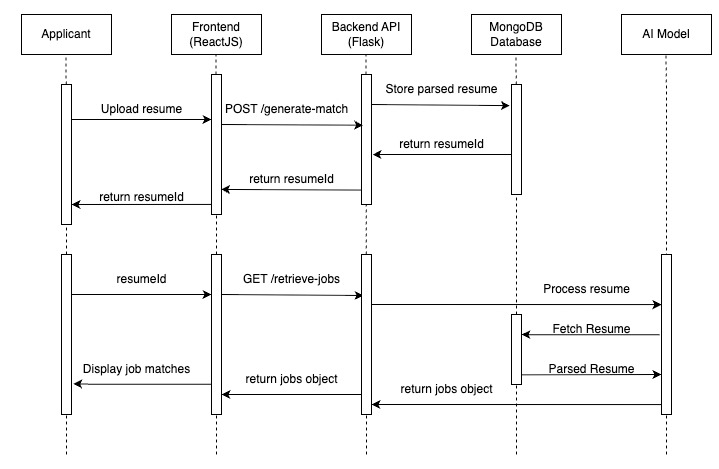 Applicant
Frontend
(ReactJS)
Backend API
(Flask)
MongoDB
Database
AI Model
Upload resume
POST /generate-match
Store parsed resume
return resumeId
return resumeId
return resumeId
resumeId
GET /retrieve-jobs
Process resume
Fetch Resume
Parsed Resume
Display job matches
return jobs object
return jobs object